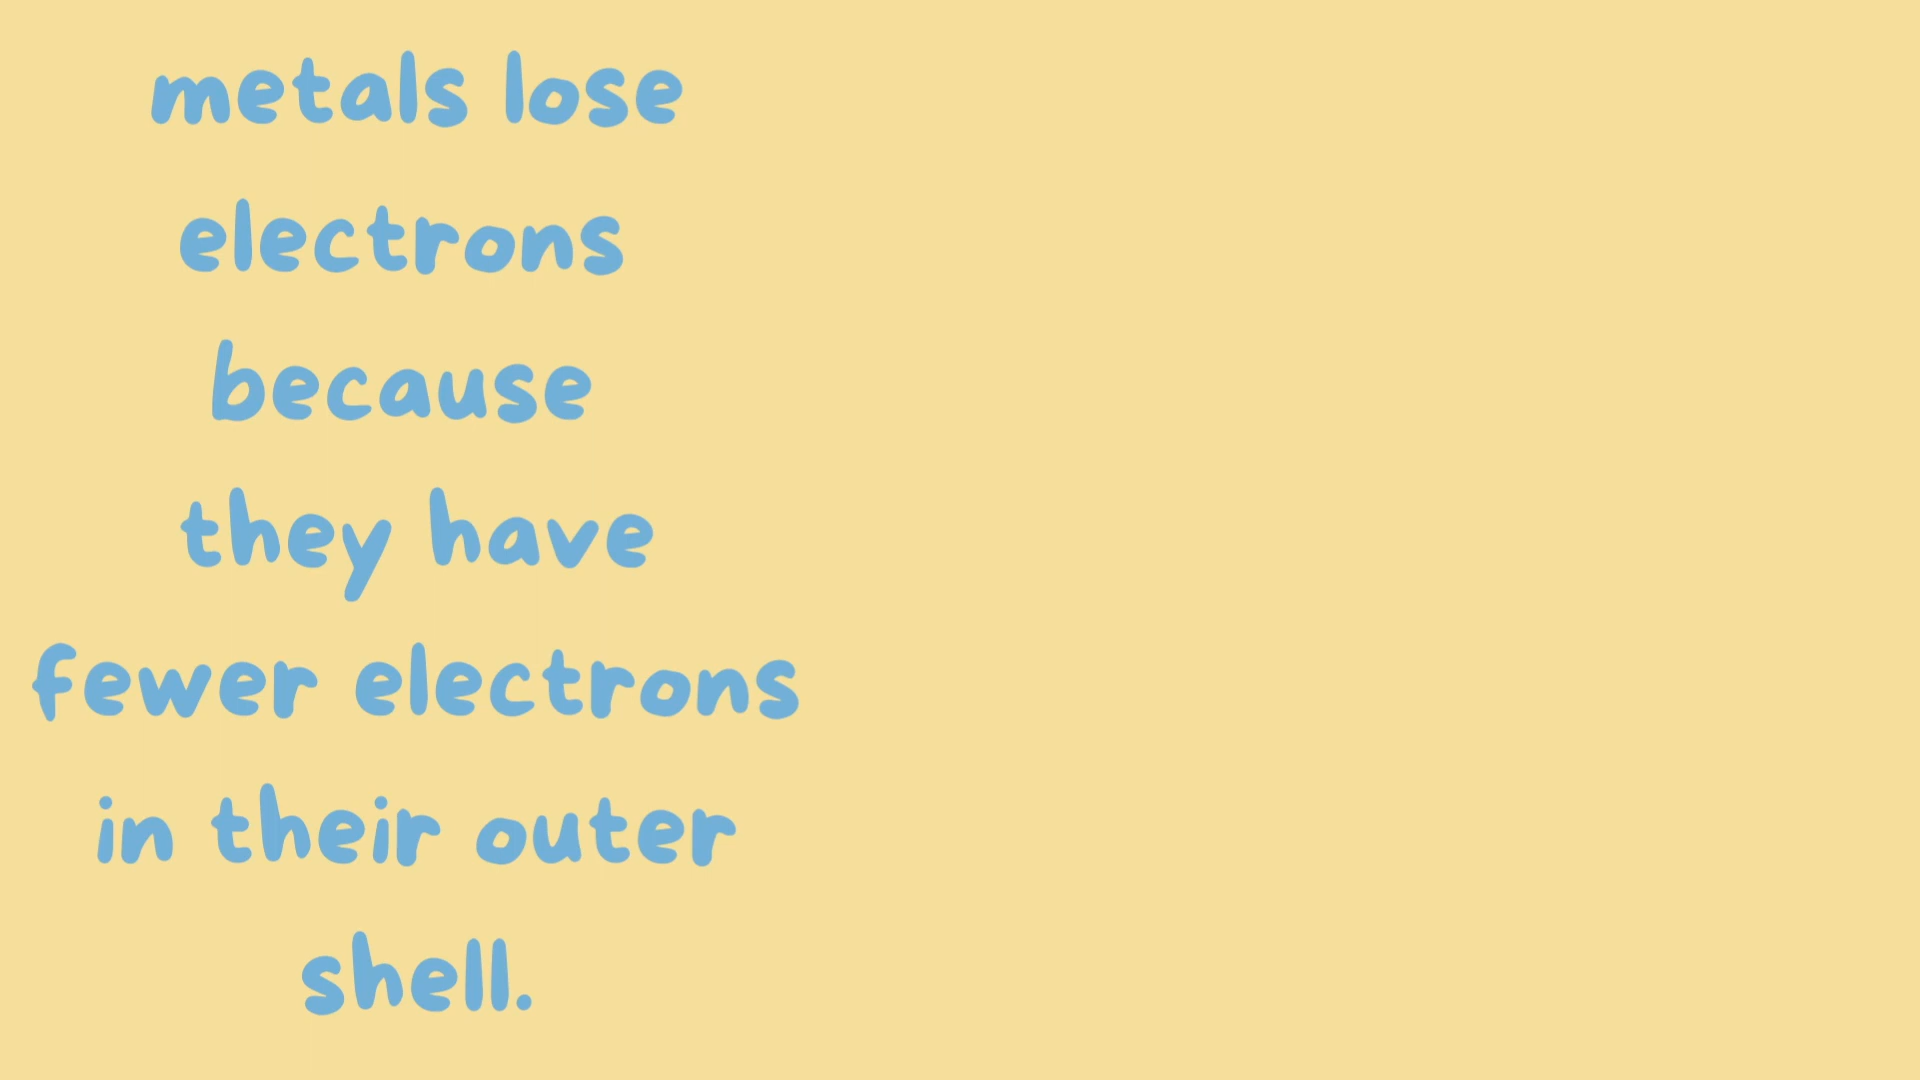 metals lose
electrons
because
they have
fewer electrons
in their outer
shell.